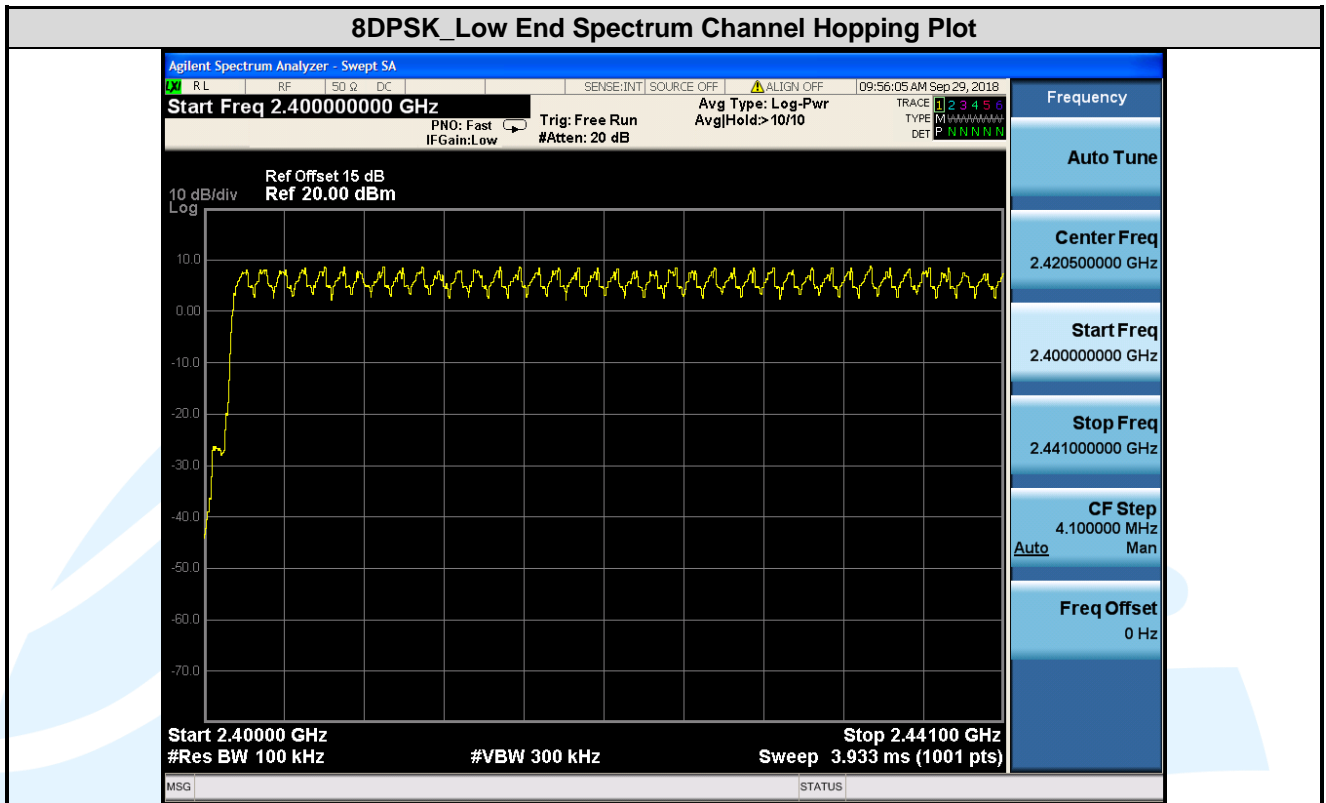 8DPSK_Low End Spectrum Channel Hopping Plot
Agilent Spectrum Analyzer - Swept SA
LXI RL RF 50 Ω DC SENSE:INT SOURCE OFF ALIGN OFF 09:56:05 AM Sep 29, 2018
Start Freq 2.400000000 GHz
PNO: Fast
IFGain:Low
Trig: Free Run
#Atten: 20 dB
Avg Type: Log-Pwr
Avg|Hold:>10/10
TRACE 1 2 3 4 5 6
TYPE M
DET P N N N N N
Ref Offset 15 dB
10 dB/div Ref 20.00 dBm
Log
10.0
0.00
-10.0
-20.0
-30.0
-40.0
-50.0
-60.0
-70.0
Start 2.40000 GHz Stop 2.44100 GHz
#Res BW 100 kHz #VBW 300 kHz Sweep 3.933 ms (1001 pts)
MSG STATUS
Frequency
Auto Tune
Center Freq
2.420500000 GHz
Start Freq
2.400000000 GHz
Stop Freq
2.441000000 GHz
CF Step
4.100000 MHz
Auto Man
Freq Offset
0 Hz